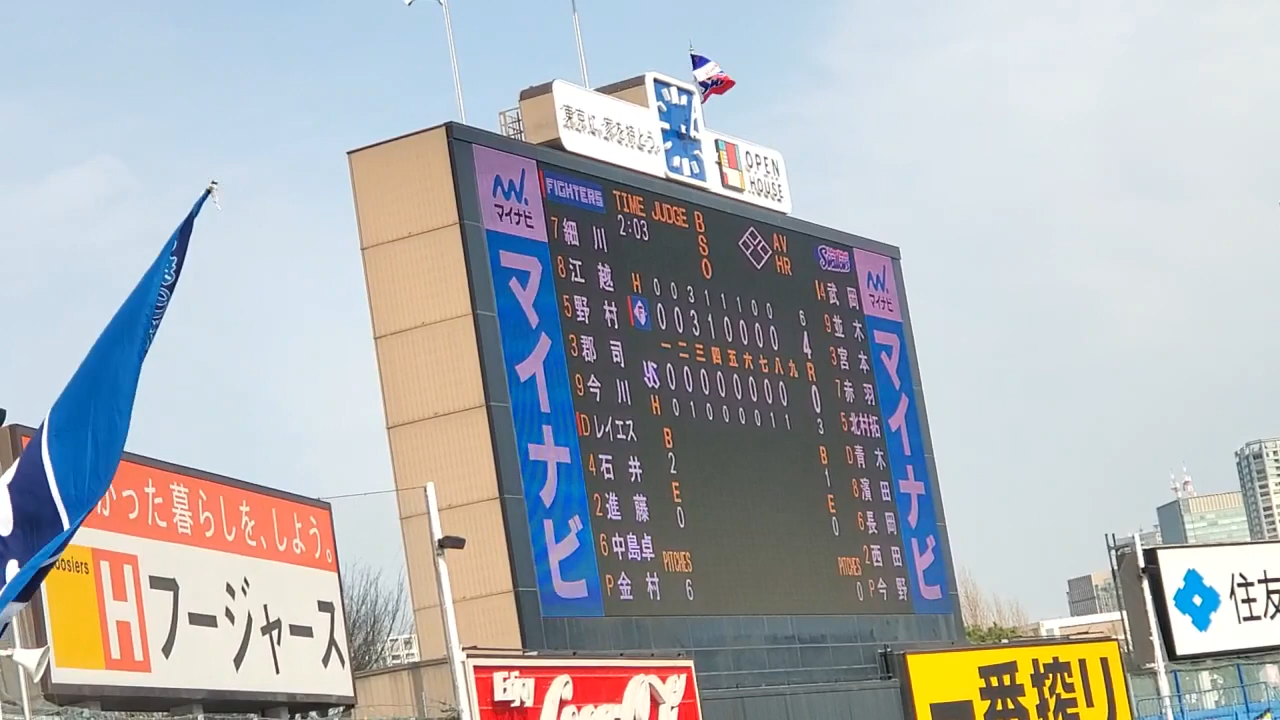 東京に、家を持とう。
OPEN
HOUSE
マイナビ
マイナビ
FIGHTERS
7 細川
8 江越
5 野村
3 郡司
9 今川
D レイエス
4 石井
2 進藤
6 中島卓
P 金村
TIME JUDGE
2:03
B
S
O
AV
HR
H 0 0 3 1 1 1 0 0 6
F 0 0 3 1 0 0 0 0 4
一 二 三 四 五 六 七 八 九 R
YS 0 0 0 0 0 0 0 0 0
H 0 1 0 0 0 0 1 1 3
B
2
E
0
PITCHES
6
B
1
E
0
PITCHES
0
Swallows
4 武岡
9 並木
3 宮本
7 赤羽
5 北村拓
D 青木
8 濱田
6 長岡
2 西田
P 今野
マイナビ
マイナビ
かった暮らしを、しよう。
Hoosiers
H
フージャース
Enjoy
Coca-Cola
一番搾り
住友